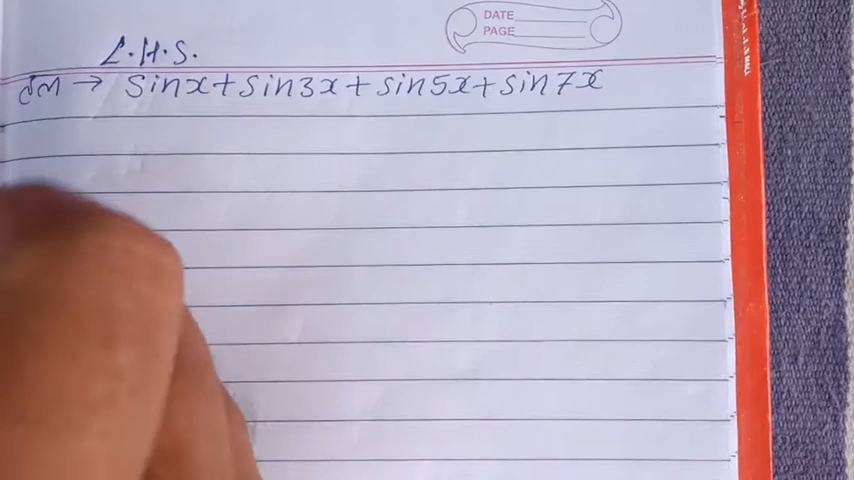 DATE
PAGE
L.H.S.
हल → sinx+sin3x+sin5x+sin7x